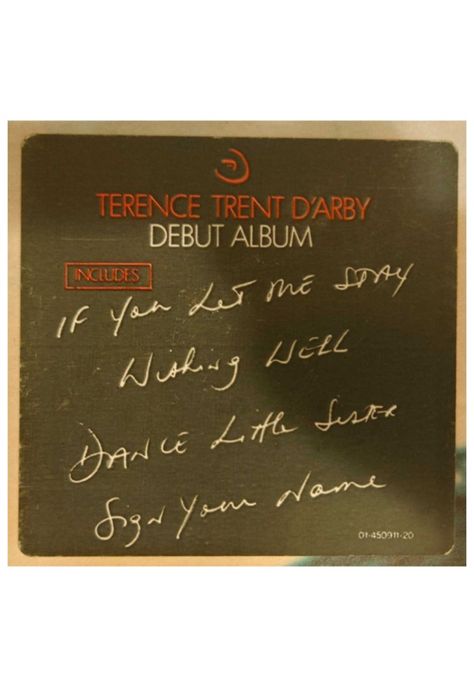 TERENCE TRENT D'ARBY
DEBUT ALBUM
INCLUDES
IF You Let ME STAY
Wishing WELL
DANCE Little SISTER
Sign Your Name
01-450911-20